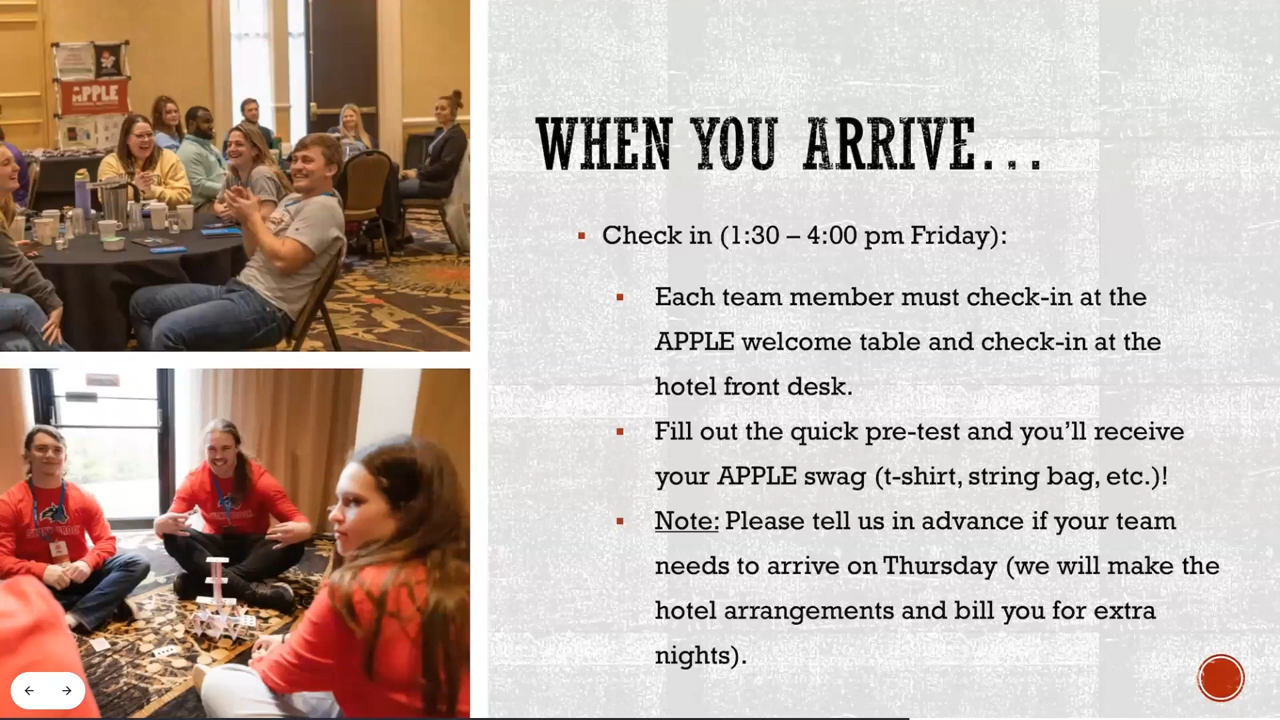 APPLE
WHEN YOU ARRIVE...
▪ Check in (1:30 – 4:00 pm Friday):
▪ Each team member must check-in at the
APPLE welcome table and check-in at the
hotel front desk.
▪ Fill out the quick pre-test and you’ll receive
your APPLE swag (t-shirt, string bag, etc.)!
▪ Note: Please tell us in advance if your team
needs to arrive on Thursday (we will make the
hotel arrangements and bill you for extra
nights).